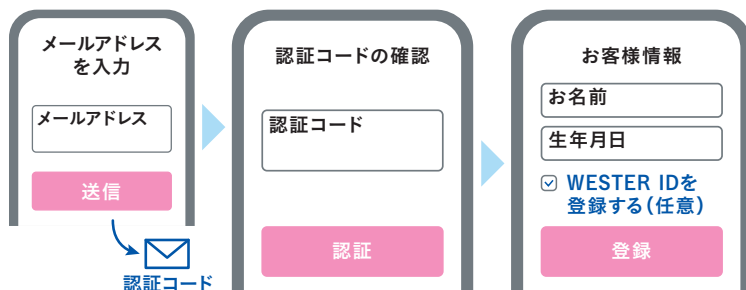 メールアドレス
を入力
メールアドレス
送信
認証コード
認証コードの確認
認証コード
認証
お客様情報
お名前
生年月日
WESTER IDを
登録する(任意)
登録